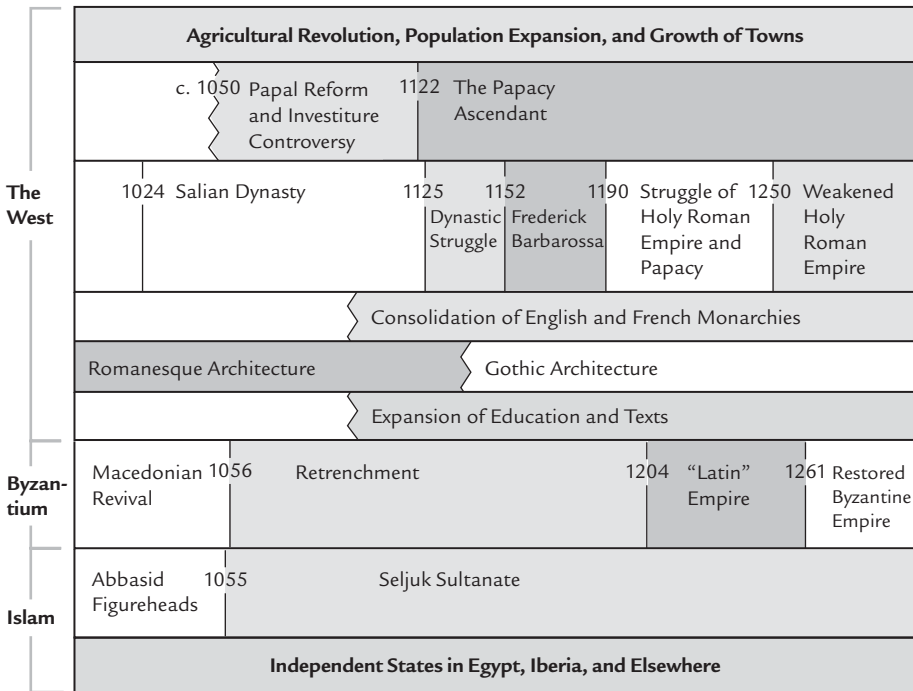 Agricultural Revolution, Population Expansion, and Growth of Towns
c. 1050 Papal Reform
and Investiture
Controversy
1122 The Papacy
Ascendant
The
West
1024 Salian Dynasty
1125
Dynastic
Struggle
1152
Frederick
Barbarossa
1190 Struggle of
Holy Roman
Empire and
Papacy
1250 Weakened
Holy
Roman
Empire
Consolidation of English and French Monarchies
Romanesque Architecture
Gothic Architecture
Expansion of Education and Texts
Byzan-
tium
Macedonian
Revival
1056 Retrenchment
1204 “Latin”
Empire
1261 Restored
Byzantine
Empire
Islam
Abbasid
Figureheads
1055 Seljuk Sultanate
Independent States in Egypt, Iberia, and Elsewhere